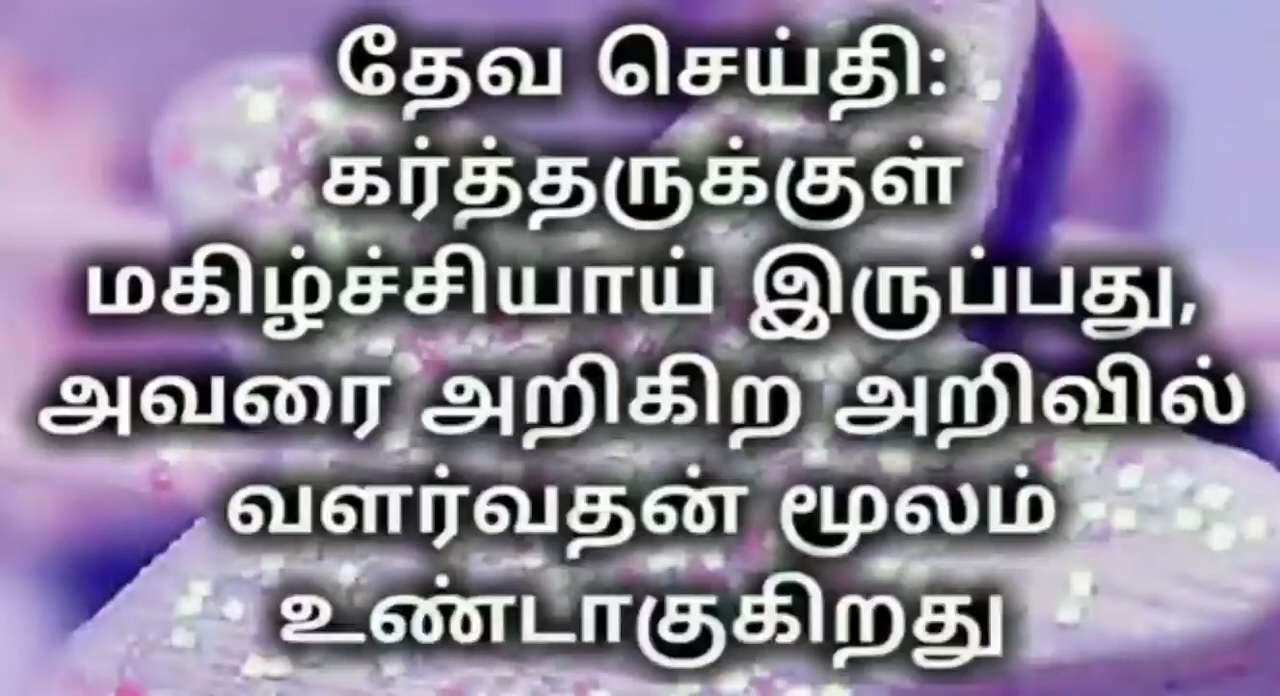 தேவ செய்தி:
கர்த்தருக்குள்
மகிழ்ச்சியாய் இருப்பது,
அவரை அறிகிற அறிவில்
வளர்வதன் மூலம்
உண்டாகுகிறது